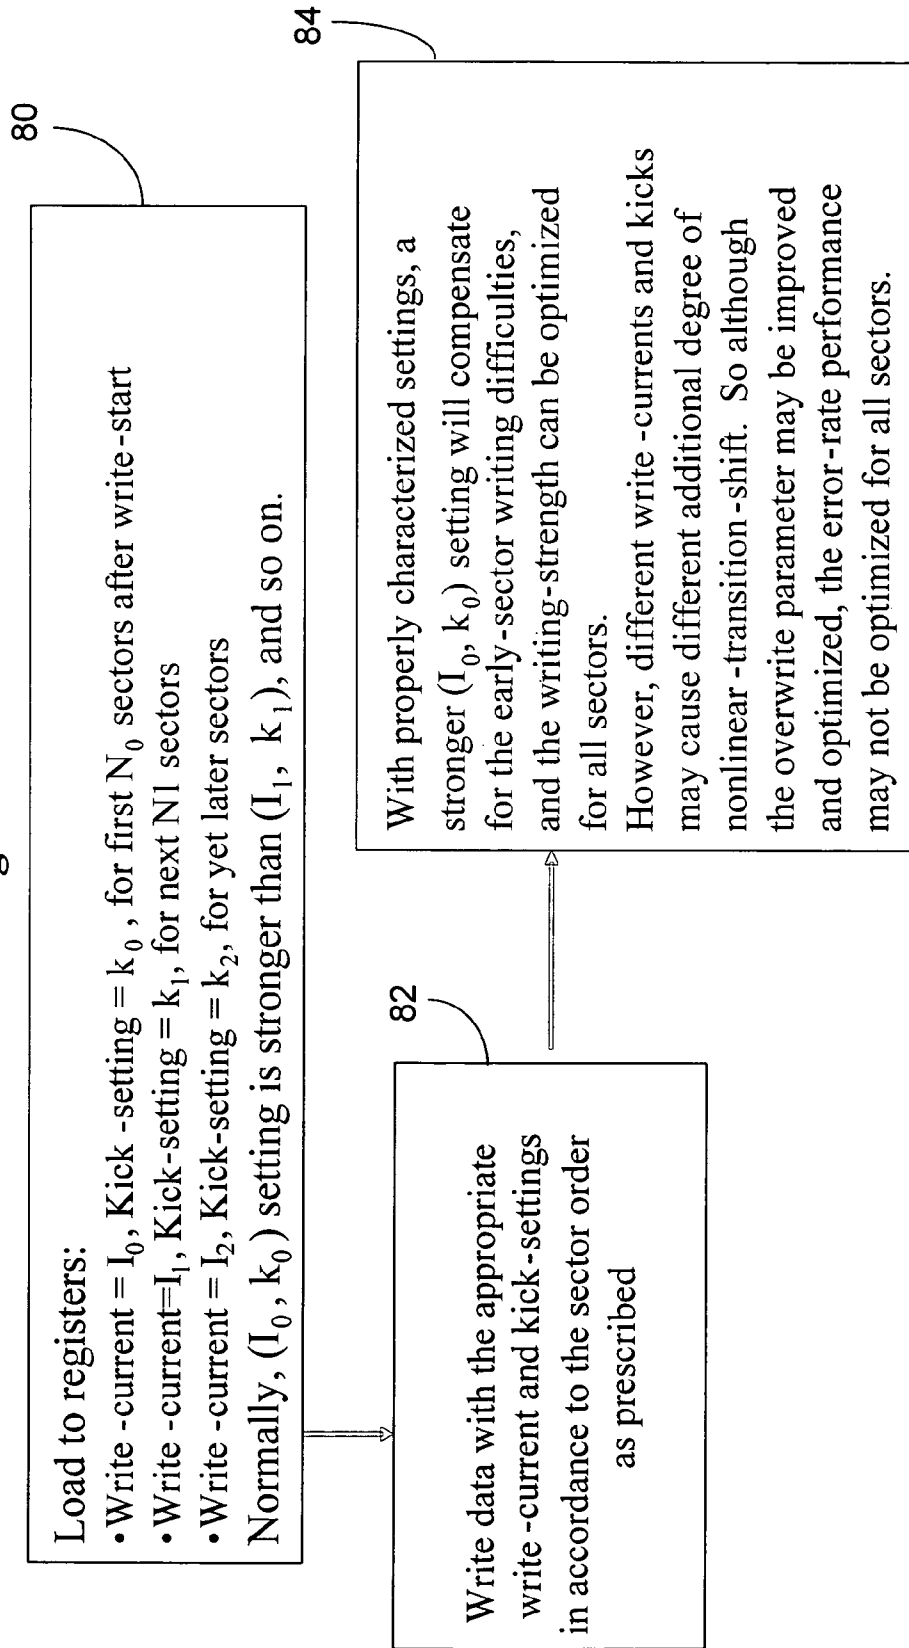 80
Load to registers:
•Write -current = I₀, Kick -setting = k₀ , for first N₀ sectors after write-start
•Write -current=I₁, Kick-setting = k₁, for next N1 sectors
•Write -current = I₂, Kick-setting = k₂, for yet later sectors
Normally, (I₀, k₀) setting is stronger than (I₁, k₁), and so on.
82
Write data with the appropriate
write -current and kick-settings
in accordance to the sector order
as prescribed
84
With properly characterized settings, a
stronger (I₀, k₀) setting will compensate
for the early-sector writing difficulties,
and the writing-strength can be optimized
for all sectors.
However, different write -currents and kicks
may cause different additional degree of
nonlinear -transition-shift. So although
the overwrite parameter may be improved
and optimized, the error-rate performance
may not be optimized for all sectors.